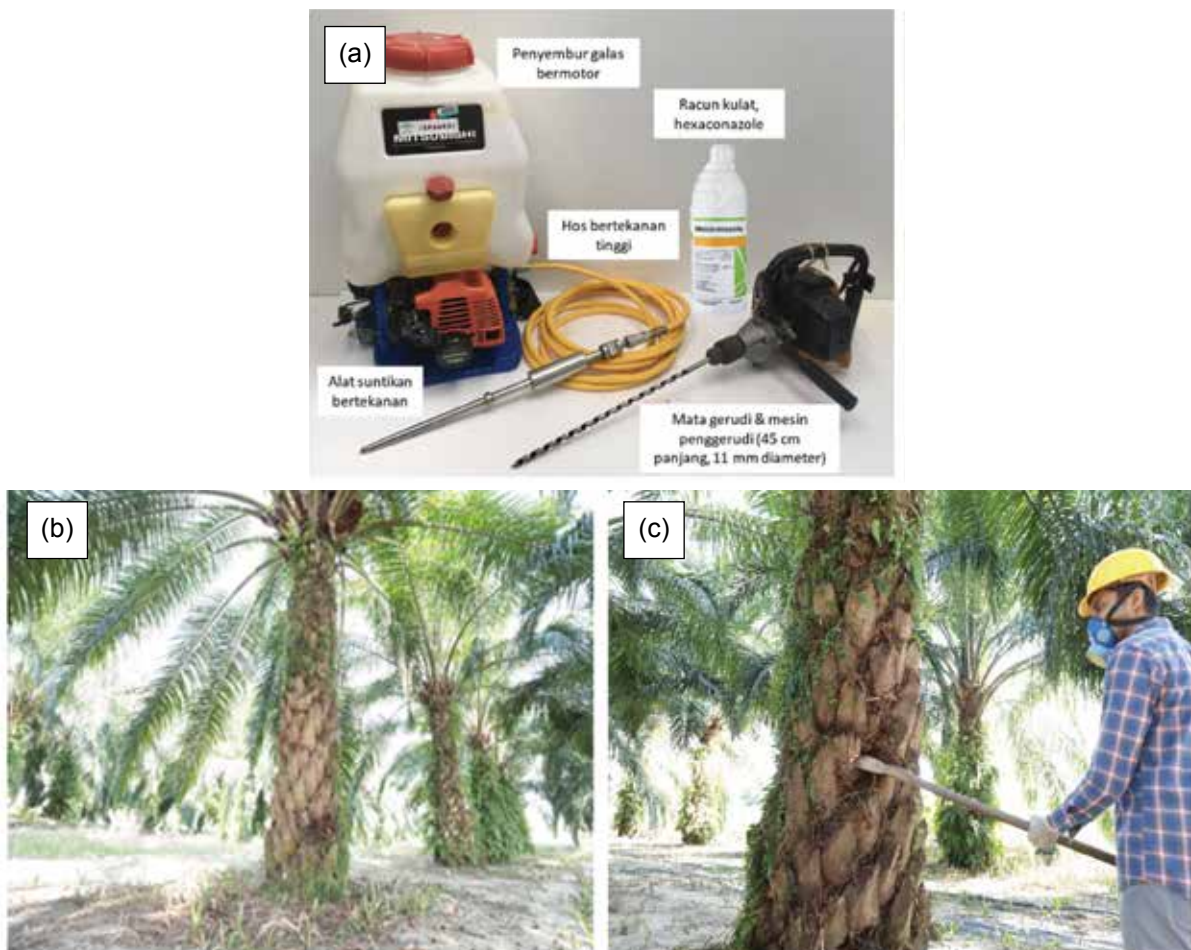 (a)
Penyembur galas
bermotor
Racun kulat,
hexaconazole
MITSUBISHI
Hos bertekanan
tinggi
Alat suntikan
bertekanan
Mata gerudi & mesin
penggerudi (45 cm
panjang, 11 mm diameter)
(b)
(c)